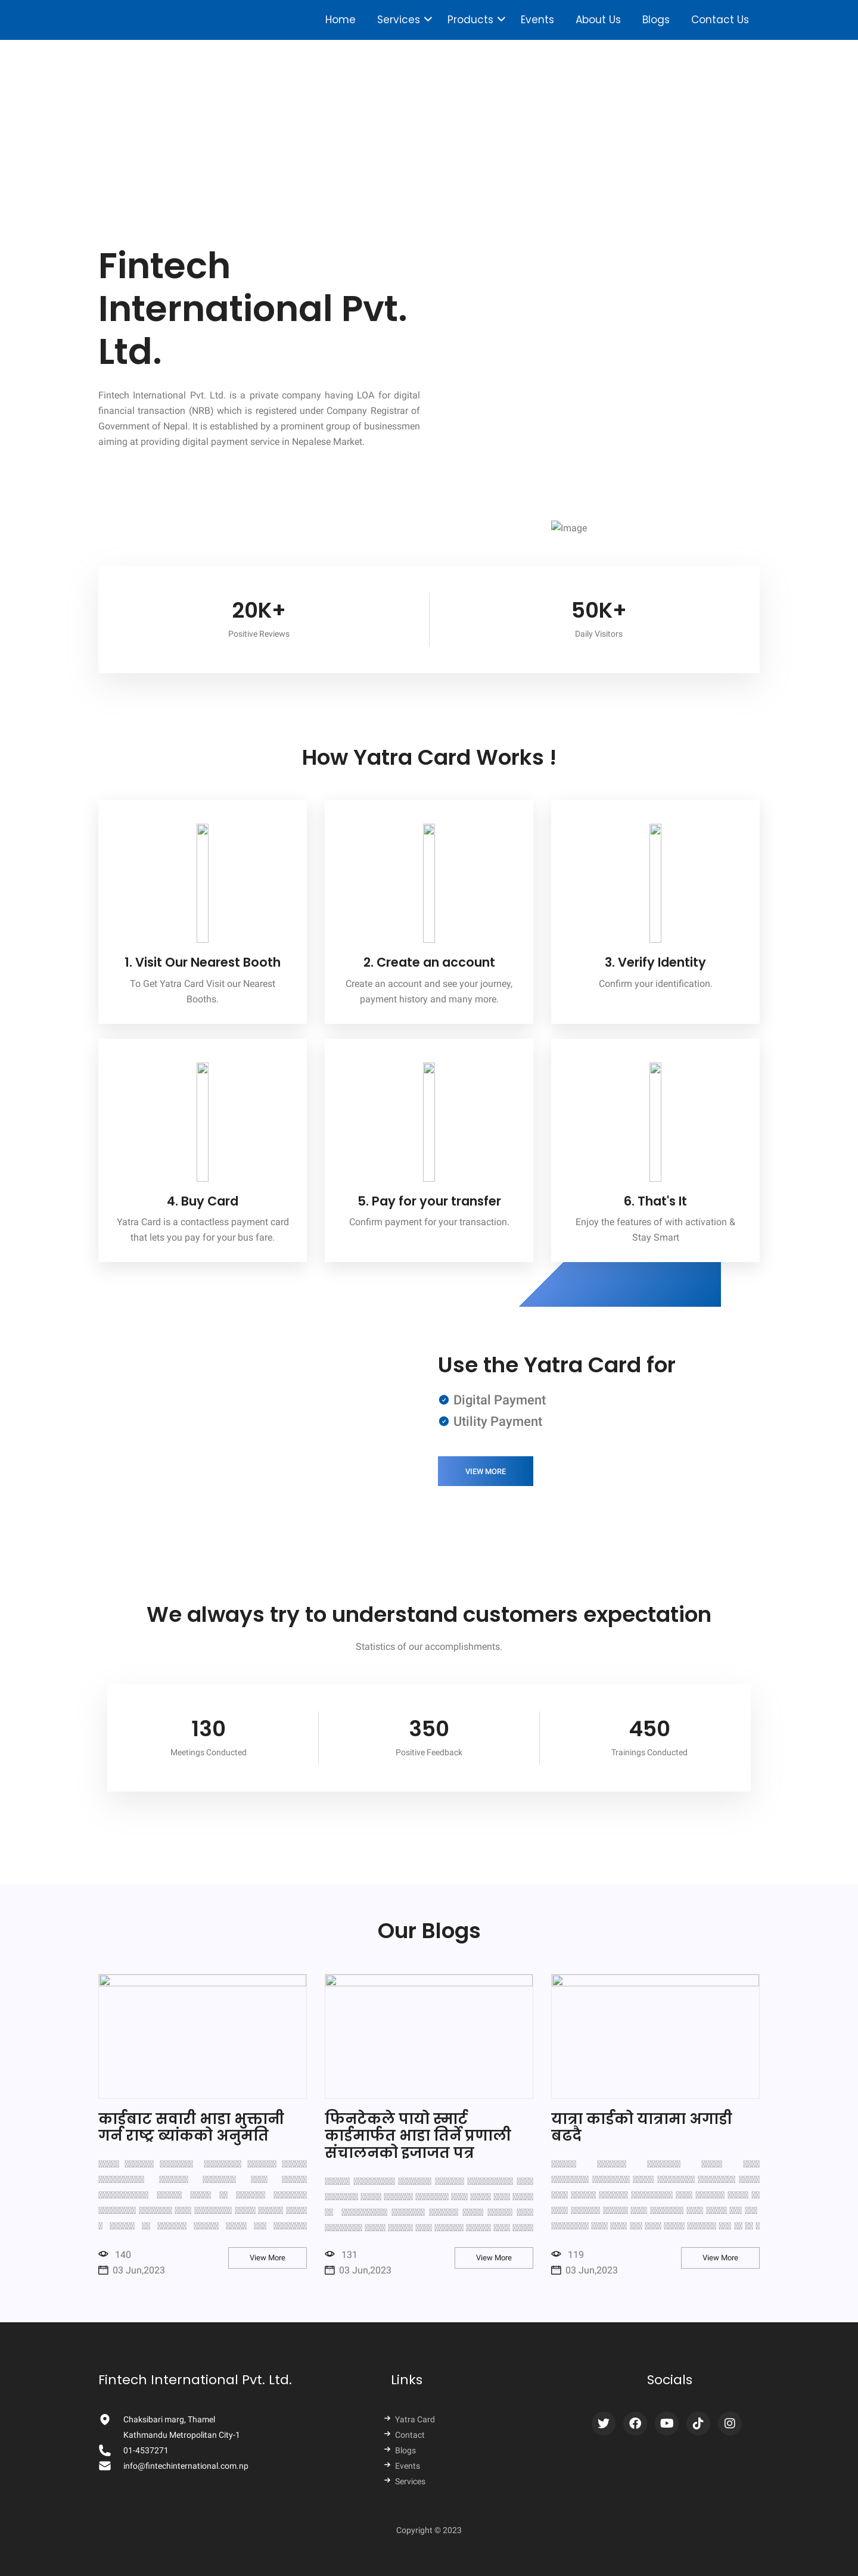 Home Services Products Events About Us Blogs Contact Us
Fintech
International Pvt.
Ltd.
Fintech International Pvt. Ltd. is a private company having LOA for digital
financial transaction (NRB) which is registered under Company Registrar of
Government of Nepal. It is established by a prominent group of businessmen
aiming at providing digital payment service in Nepalese Market.
Image
20K+
Positive Reviews
50K+
Daily Visitors
How Yatra Card Works !
1. Visit Our Nearest Booth
To Get Yatra Card Visit our Nearest
Booths.
2. Create an account
Create an account and see your journey,
payment history and many more.
3. Verify Identity
Confirm your identification.
4. Buy Card
Yatra Card is a contactless payment card
that lets you pay for your bus fare.
5. Pay for your transfer
Confirm payment for your transaction.
6. That's It
Enjoy the features of with activation &
Stay Smart
Use the Yatra Card for
Digital Payment
Utility Payment
VIEW MORE
We always try to understand customers expectation
Statistics of our accomplishments.
130
Meetings Conducted
350
Positive Feedback
450
Trainings Conducted
Our Blogs
कार्डबाट सवारी भाडा भुक्तानी
गर्न राष्ट्र ब्यांकको अनुमति
140
03 Jun,2023
View More
फिनटेकले पायो स्मार्ट
कार्डमार्फत भाडा तिर्ने प्रणाली
संचालनको इजाजत पत्र
131
03 Jun,2023
View More
यात्रा कार्डको यात्रामा अगाडी
बढदै
119
03 Jun,2023
View More
Fintech International Pvt. Ltd.
Chaksibari marg, Thamel
Kathmandu Metropolitan City-1
01-4537271
info@fintechinternational.com.np
Links
Yatra Card
Contact
Blogs
Events
Services
Socials
Copyright © 2023